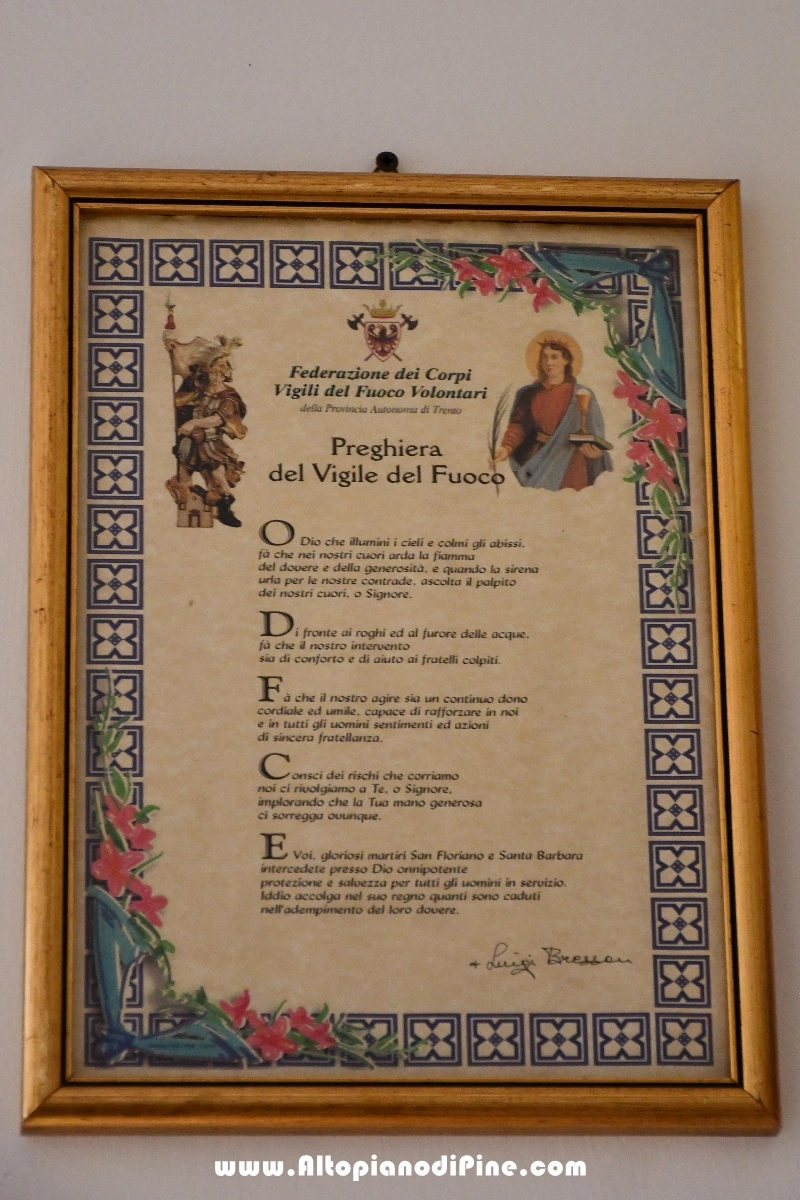 Federazione dei Corpi
Vigili del Fuoco Volontari
della Provincia Autonoma di Trento
Preghiera
del Vigile del Fuoco
O Dio che illumini i cieli e colmi gli abissi,
fà che nei nostri cuori arda la fiamma
del dovere e della generosità, e quando la sirena
urla per le nostre contrade, ascolta il palpito
dei nostri cuori, o Signore.
Di fronte ai roghi ed al furore delle acque,
fà che il nostro intervento
sia di conforto e di aiuto ai fratelli colpiti.
Fà che il nostro agire sia un continuo dono
cordiale ed umile, capace di rafforzare in noi
e in tutti gli uomini sentimenti ed azioni
di sincera fratellanza.
Consci dei rischi che corriamo
noi ci rivolgiamo a Te, o Signore,
implorando che la Tua mano generosa
ci sorregga ovunque.
E Voi, gloriosi martiri San Floriano e Santa Barbara
intercedete presso Dio onnipotente
protezione e salvezza per tutti gli uomini in servizio.
Iddio accolga nel suo regno quanti sono caduti
nell'adempimento del loro dovere.
+ Luigi Bressan
www.AltopianodiPine.com